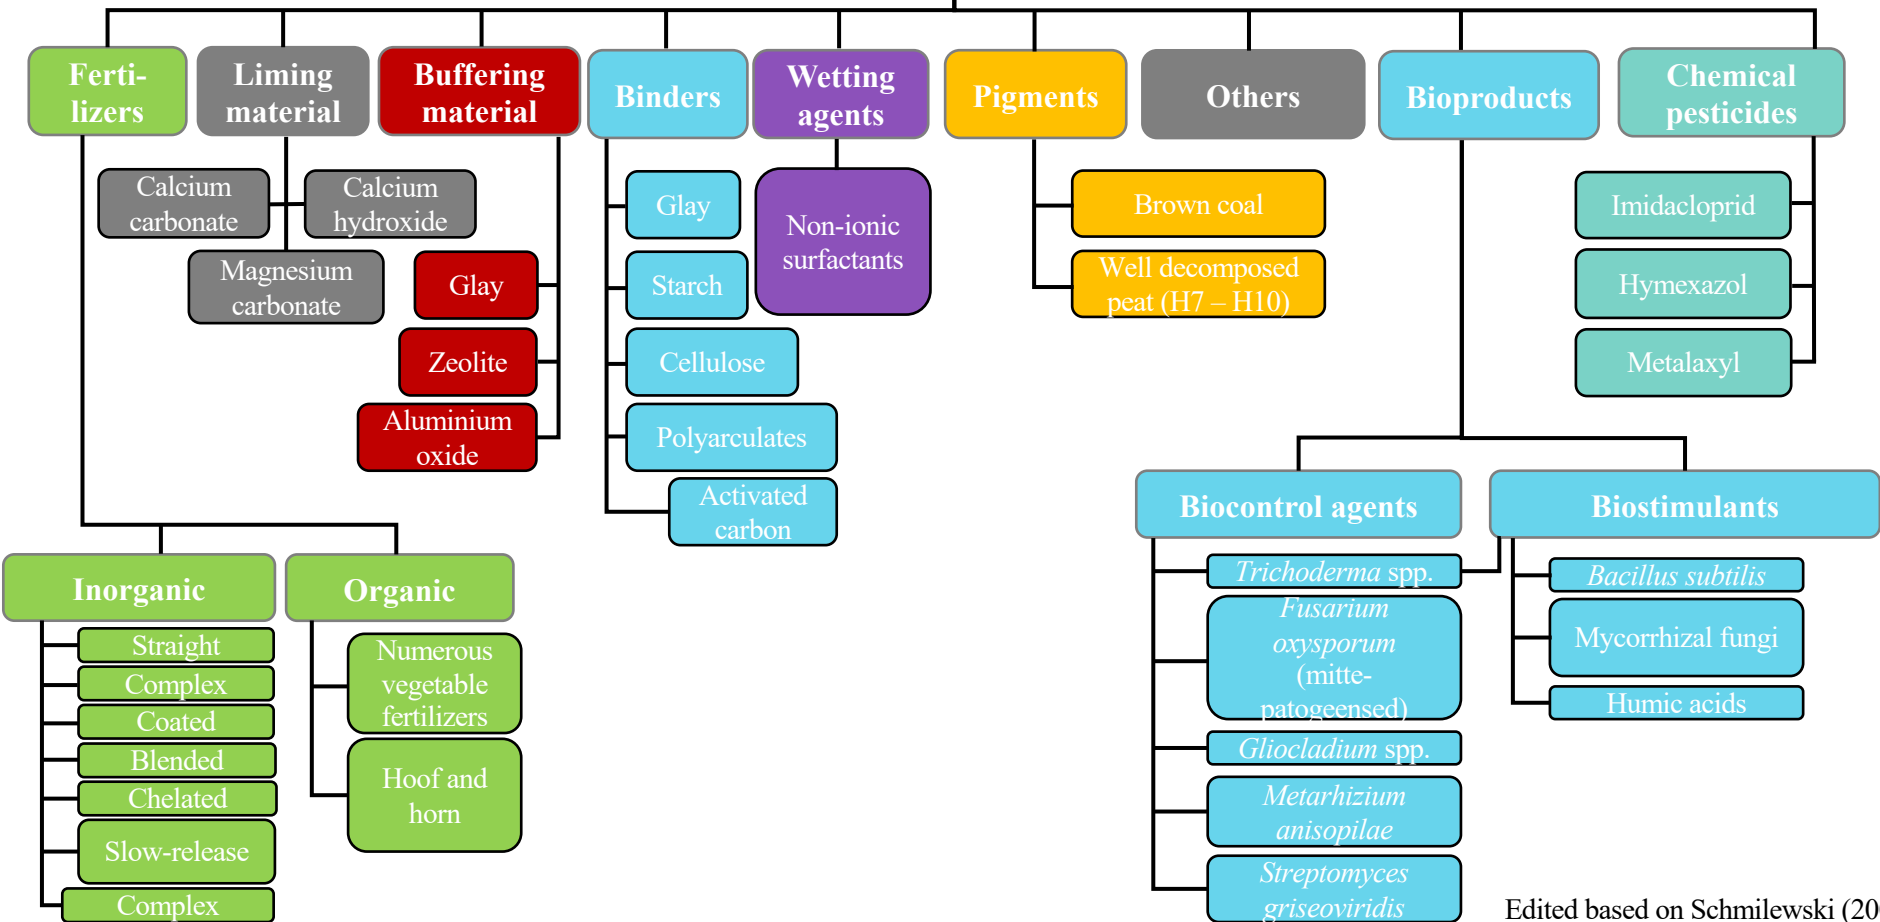 Ferti-
lizers
Liming
material
Buffering
material
Binders
Wetting
agents
Pigments
Others
Bioproducts
Chemical
pesticides
Calcium
carbonate
Calcium
hydroxide
Magnesium
carbonate
Glay
Zeolite
Aluminium
oxide
Glay
Starch
Cellulose
Polyarculates
Activated
carbon
Non-ionic
surfactants
Brown coal
Well decomposed
peat (H7 – H10)
Imidacloprid
Hymexazol
Metalaxyl
Inorganic
Straight
Complex
Coated
Blended
Chelated
Slow-release
Complex
Organic
Numerous
vegetable
fertilizers
Hoof and
horn
Biocontrol agents
Trichoderma spp.
Fusarium
oxysporum
(mitte-
patogeensed)
Gliocladium spp.
Metarhizium
anisopilae
Streptomyces
griseoviridis
Biostimulants
Bacillus subtilis
Mycorrhizal fungi
Humic acids
Edited based on Schmilewski (20